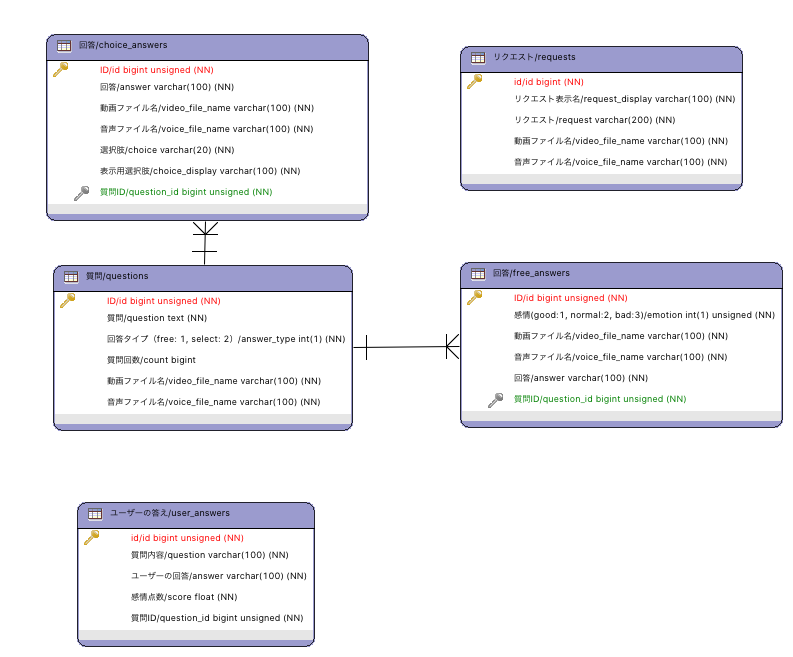 回答/choice_answers
ID/id bigint unsigned (NN)
回答/answer varchar(100) (NN)
動画ファイル名/video_file_name varchar(100) (NN)
音声ファイル名/voice_file_name varchar(100) (NN)
選択肢/choice varchar(20) (NN)
表示用選択肢/choice_display varchar(100) (NN)
質問ID/question_id bigint unsigned (NN)
リクエスト/requests
id/id bigint (NN)
リクエスト表示名/request_display varchar(100) (NN)
リクエスト/request varchar(200) (NN)
動画ファイル名/video_file_name varchar(100) (NN)
音声ファイル名/voice_file_name varchar(100) (NN)
質問/questions
ID/id bigint unsigned (NN)
質問/question text (NN)
回答タイプ（free: 1, select: 2）/answer_type int(1) (NN)
質問回数/count bigint
動画ファイル名/video_file_name varchar(100) (NN)
音声ファイル名/voice_file_name varchar(100) (NN)
回答/free_answers
ID/id bigint unsigned (NN)
感情(good:1, normal:2, bad:3)/emotion int(1) unsigned (NN)
動画ファイル名/video_file_name varchar(100) (NN)
音声ファイル名/voice_file_name varchar(100) (NN)
回答/answer varchar(100) (NN)
質問ID/question_id bigint unsigned (NN)
ユーザーの答え/user_answers
id/id bigint unsigned (NN)
質問内容/question varchar(100) (NN)
ユーザーの回答/answer varchar(100) (NN)
感情点数/score float (NN)
質問ID/question_id bigint unsigned (NN)